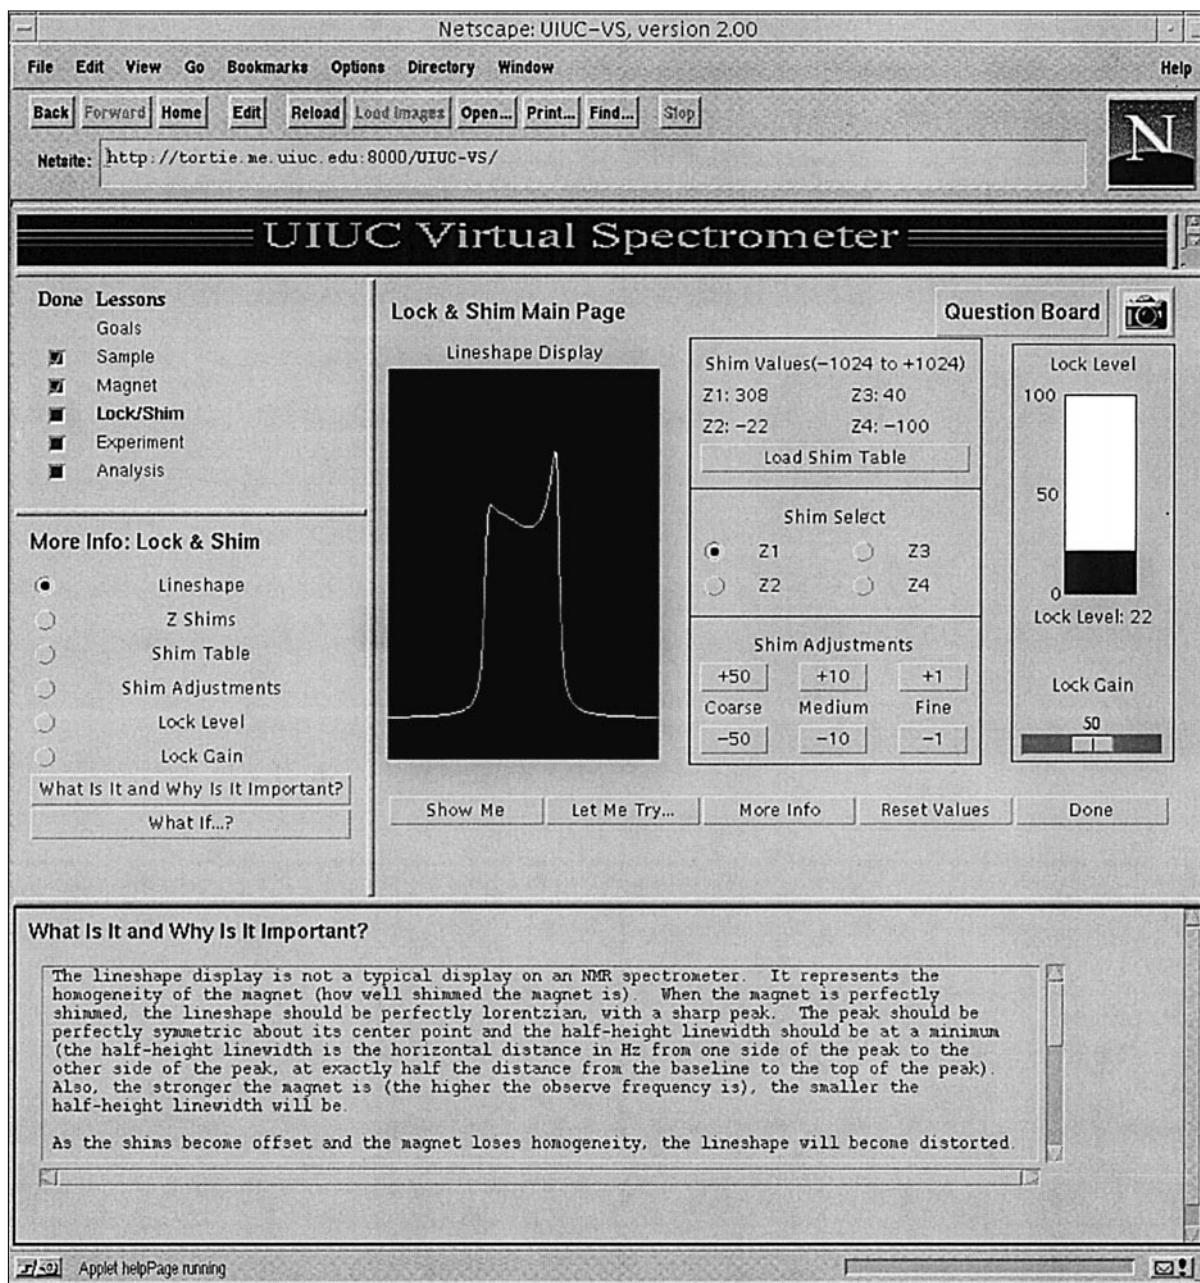 Netscape: UIUC-VS, version 2.00
File Edit View Go Bookmarks Options Directory Window Help
Back Forward Home Edit Reload Load Images Open... Print... Find... Stop
N
Netsite: http://tortie.me.uiuc.edu:8000/UIUC-VS/
UIUC Virtual Spectrometer
Done Lessons
Goals
Sample
Magnet
Lock/Shim
Experiment
Analysis
More Info: Lock & Shim
Lineshape
Z Shims
Shim Table
Shim Adjustments
Lock Level
Lock Gain
What Is It and Why Is It Important?
What If...?
Lock & Shim Main Page
Question Board
Lineshape Display
Shim Values(-1024 to +1024)
Z1: 308 Z3: 40
Z2: -22 Z4: -100
Load Shim Table
Shim Select
Z1 Z3
Z2 Z4
Shim Adjustments
+50 +10 +1
Coarse Medium Fine
-50 -10 -1
Lock Level
100
50
0
Lock Level: 22
Lock Gain
50
Show Me Let Me Try... More Info Reset Values Done
What Is It and Why Is It Important?
The lineshape display is not a typical display on an NMR spectrometer. It represents the
homogeneity of the magnet (how well shimmed the magnet is). When the magnet is perfectly
shimmed, the lineshape should be perfectly lorentzian, with a sharp peak. The peak should be
perfectly symmetric about its center point and the half-height linewidth should be at a minimum
(the half-height linewidth is the horizontal distance in Hz from one side of the peak to the
other side of the peak, at exactly half the distance from the baseline to the top of the peak).
Also, the stronger the magnet is (the higher the observe frequency is), the smaller the
half-height linewidth will be.
As the shims become offset and the magnet loses homogeneity, the lineshape will become distorted.
Applet helpPage running